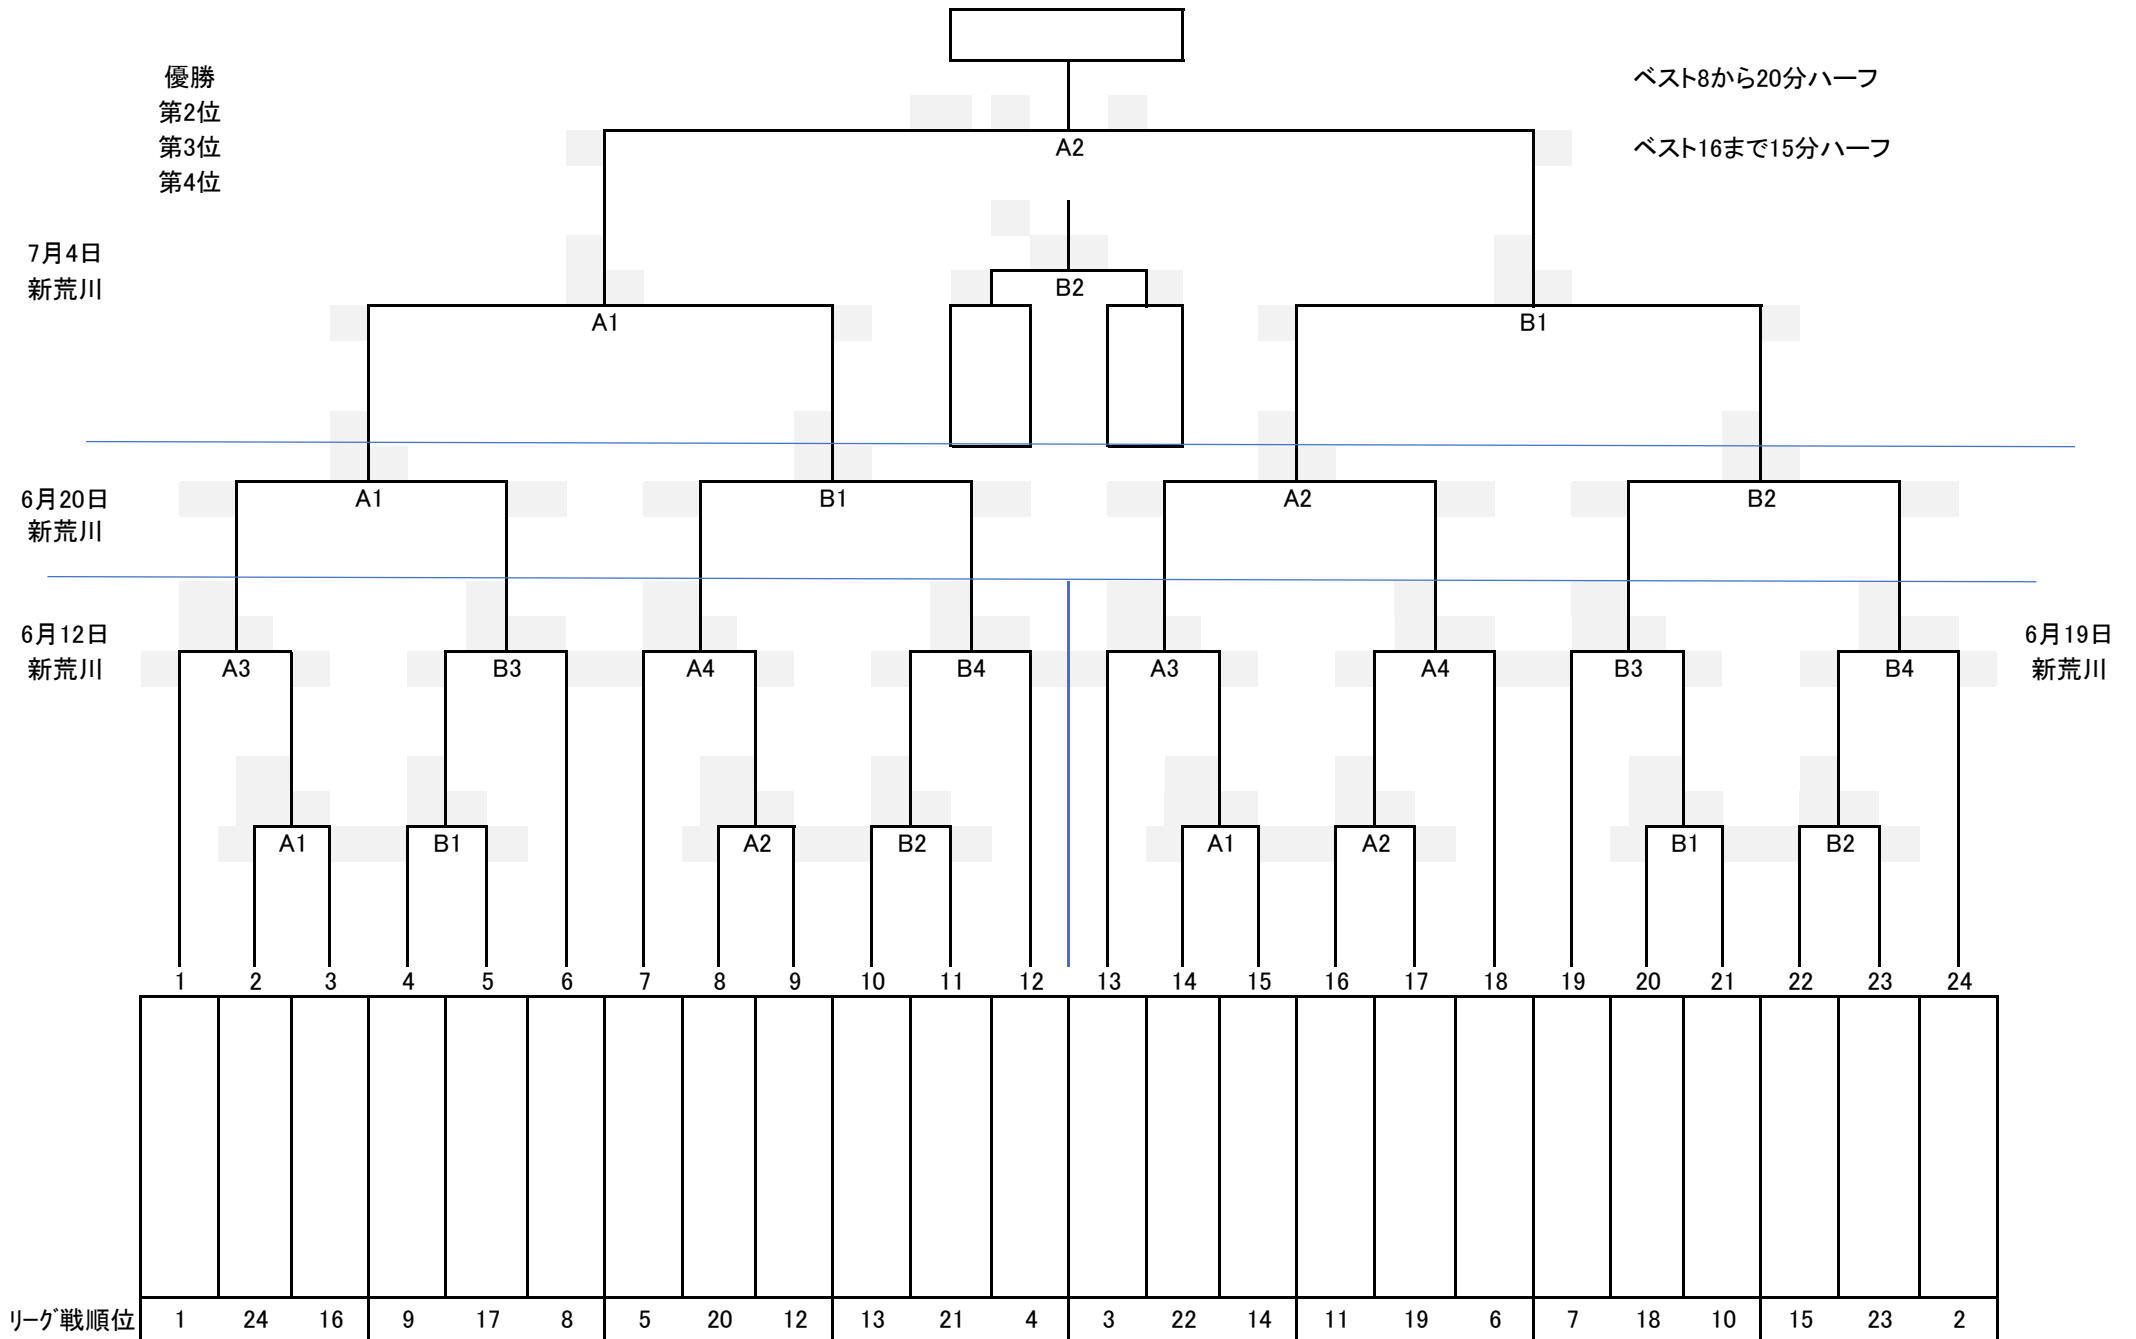 優勝 ベスト8から20分ハーフ
第2位
第3位 A2 ベスト16まで15分ハーフ
第4位
7月4日
新荒川 B2
A1 B1
6月20日 A1 B1 A2 B2
新荒川
6月12日 6月19日
新荒川 A3 B3 A4 B4 A3 A4 B3 B4 新荒川
A1 B1 A2 B2 A1 A2 B1 B2
1 2 3 4 5 6 7 8 9 10 11 12 13 14 15 16 17 18 19 20 21 22 23 24
ﾘｰｸﾞ戦順位 1 24 16 9 17 8 5 20 12 13 21 4 3 22 14 11 19 6 7 18 10 15 23 2